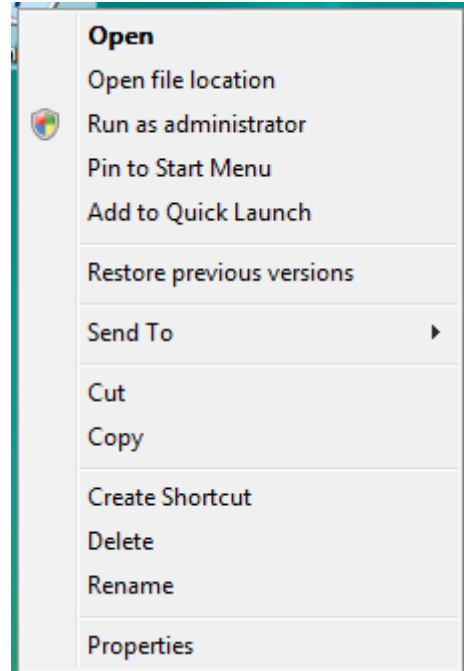 Open
Open file location
Run as administrator
Pin to Start Menu
Add to Quick Launch
Restore previous versions
Send To
Cut
Copy
Create Shortcut
Delete
Rename
Properties